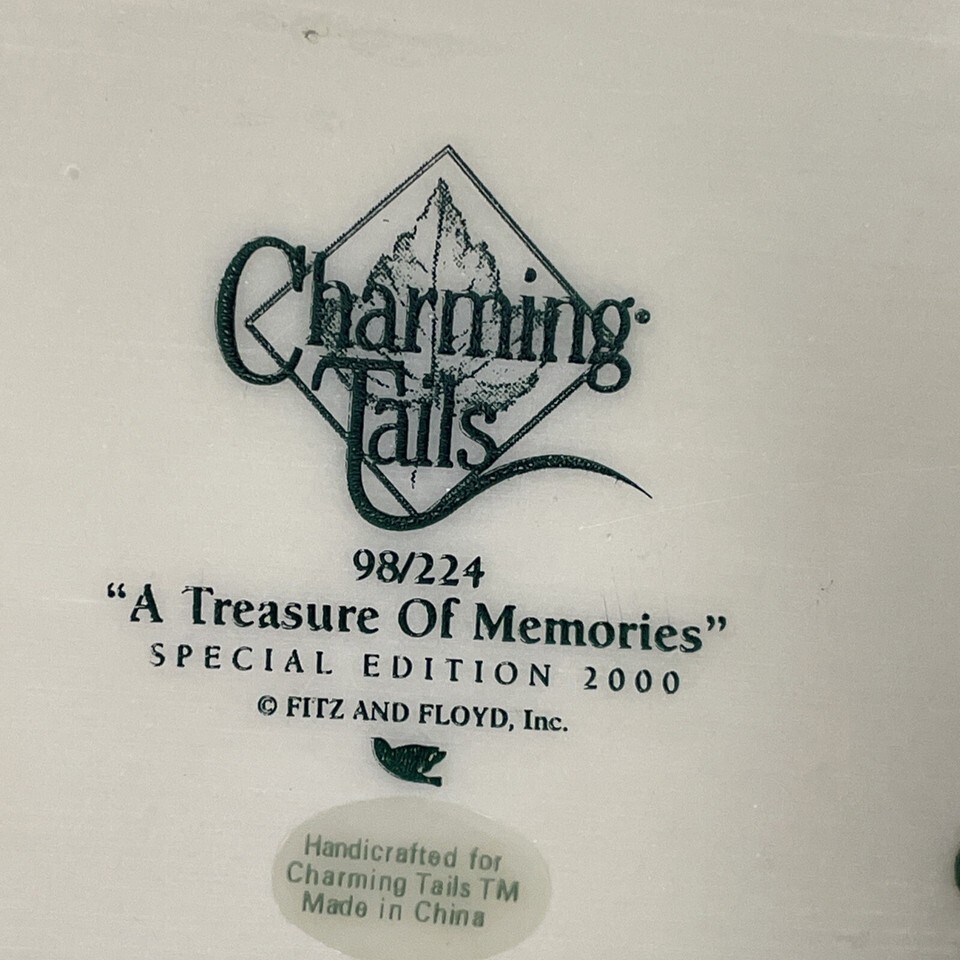 Charming
Tails
98/224
“A Treasure Of Memories”
SPECIAL EDITION 2000
© FITZ AND FLOYD, Inc.
Handicrafted for
Charming Tails TM
Made in China